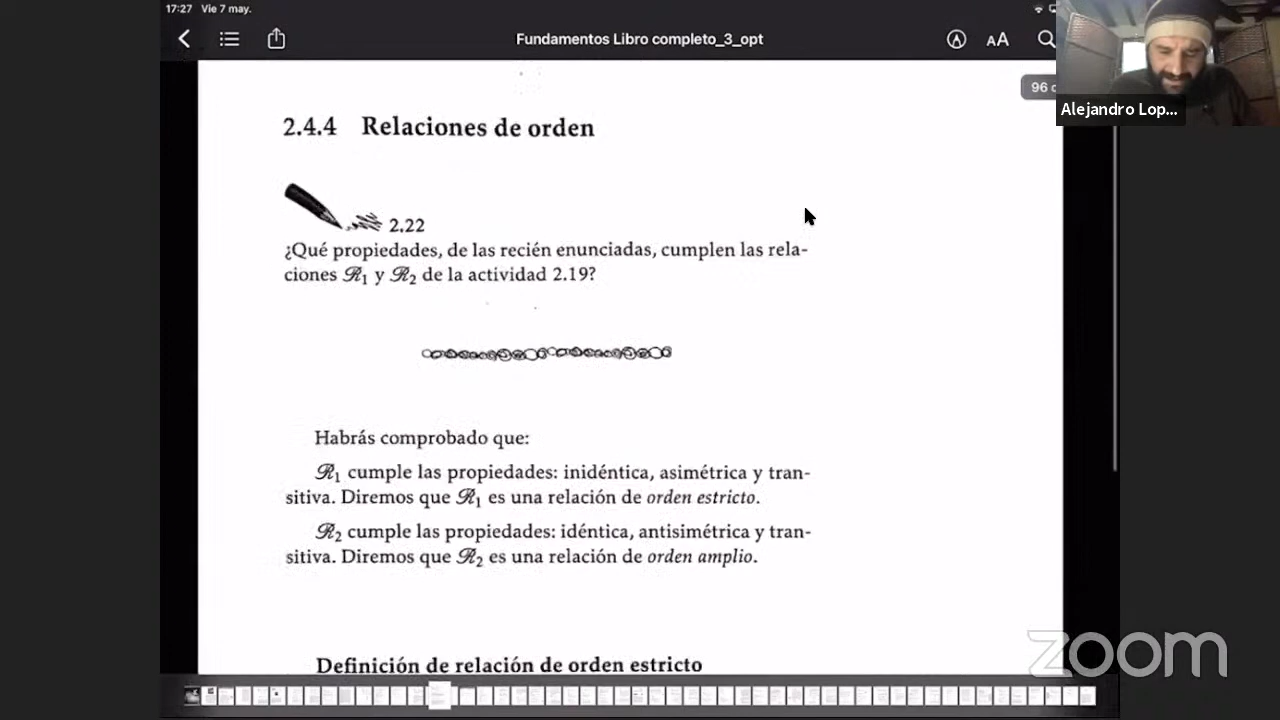 17:27 Vie 7 may.
Fundamentos Libro completo_3_opt
AA
96
Alejandro Lop...
2.4.4 Relaciones de orden
2.22
¿Qué propiedades, de las recién enunciadas, cumplen las rela-
ciones ℛ₁ y ℛ₂ de la actividad 2.19?
Habrás comprobado que:
ℛ₁ cumple las propiedades: inidéntica, asimétrica y tran-
sitiva. Diremos que ℛ₁ es una relación de orden estricto.
ℛ₂ cumple las propiedades: idéntica, antisimétrica y tran-
sitiva. Diremos que ℛ₂ es una relación de orden amplio.
Definición de relación de orden estricto
zoom